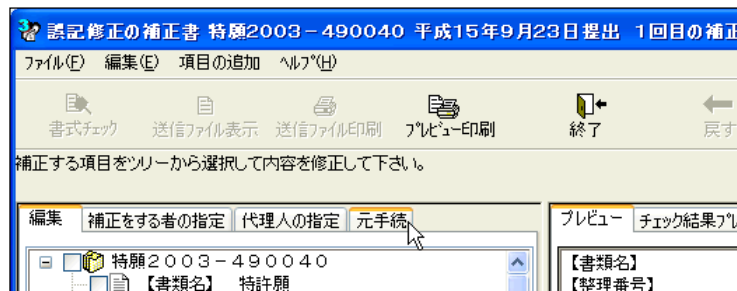 誤記修正の補正書 特願2003-490040 平成15年9月23日提出 1回目の補正
ファイル(F) 編集(E) 項目の追加 ヘルプ(H)
書式チェック 送信ファイル表示 送信ファイル印刷 プレビュー印刷 終了 戻す
補正する項目をツリーから選択して内容を修正して下さい。
編集 補正をする者の指定 代理人の指定 元手続 プレビュー チェック結果プレ
特願2003-490040 【書類名】
【書類名】 特許願 【整理番号】